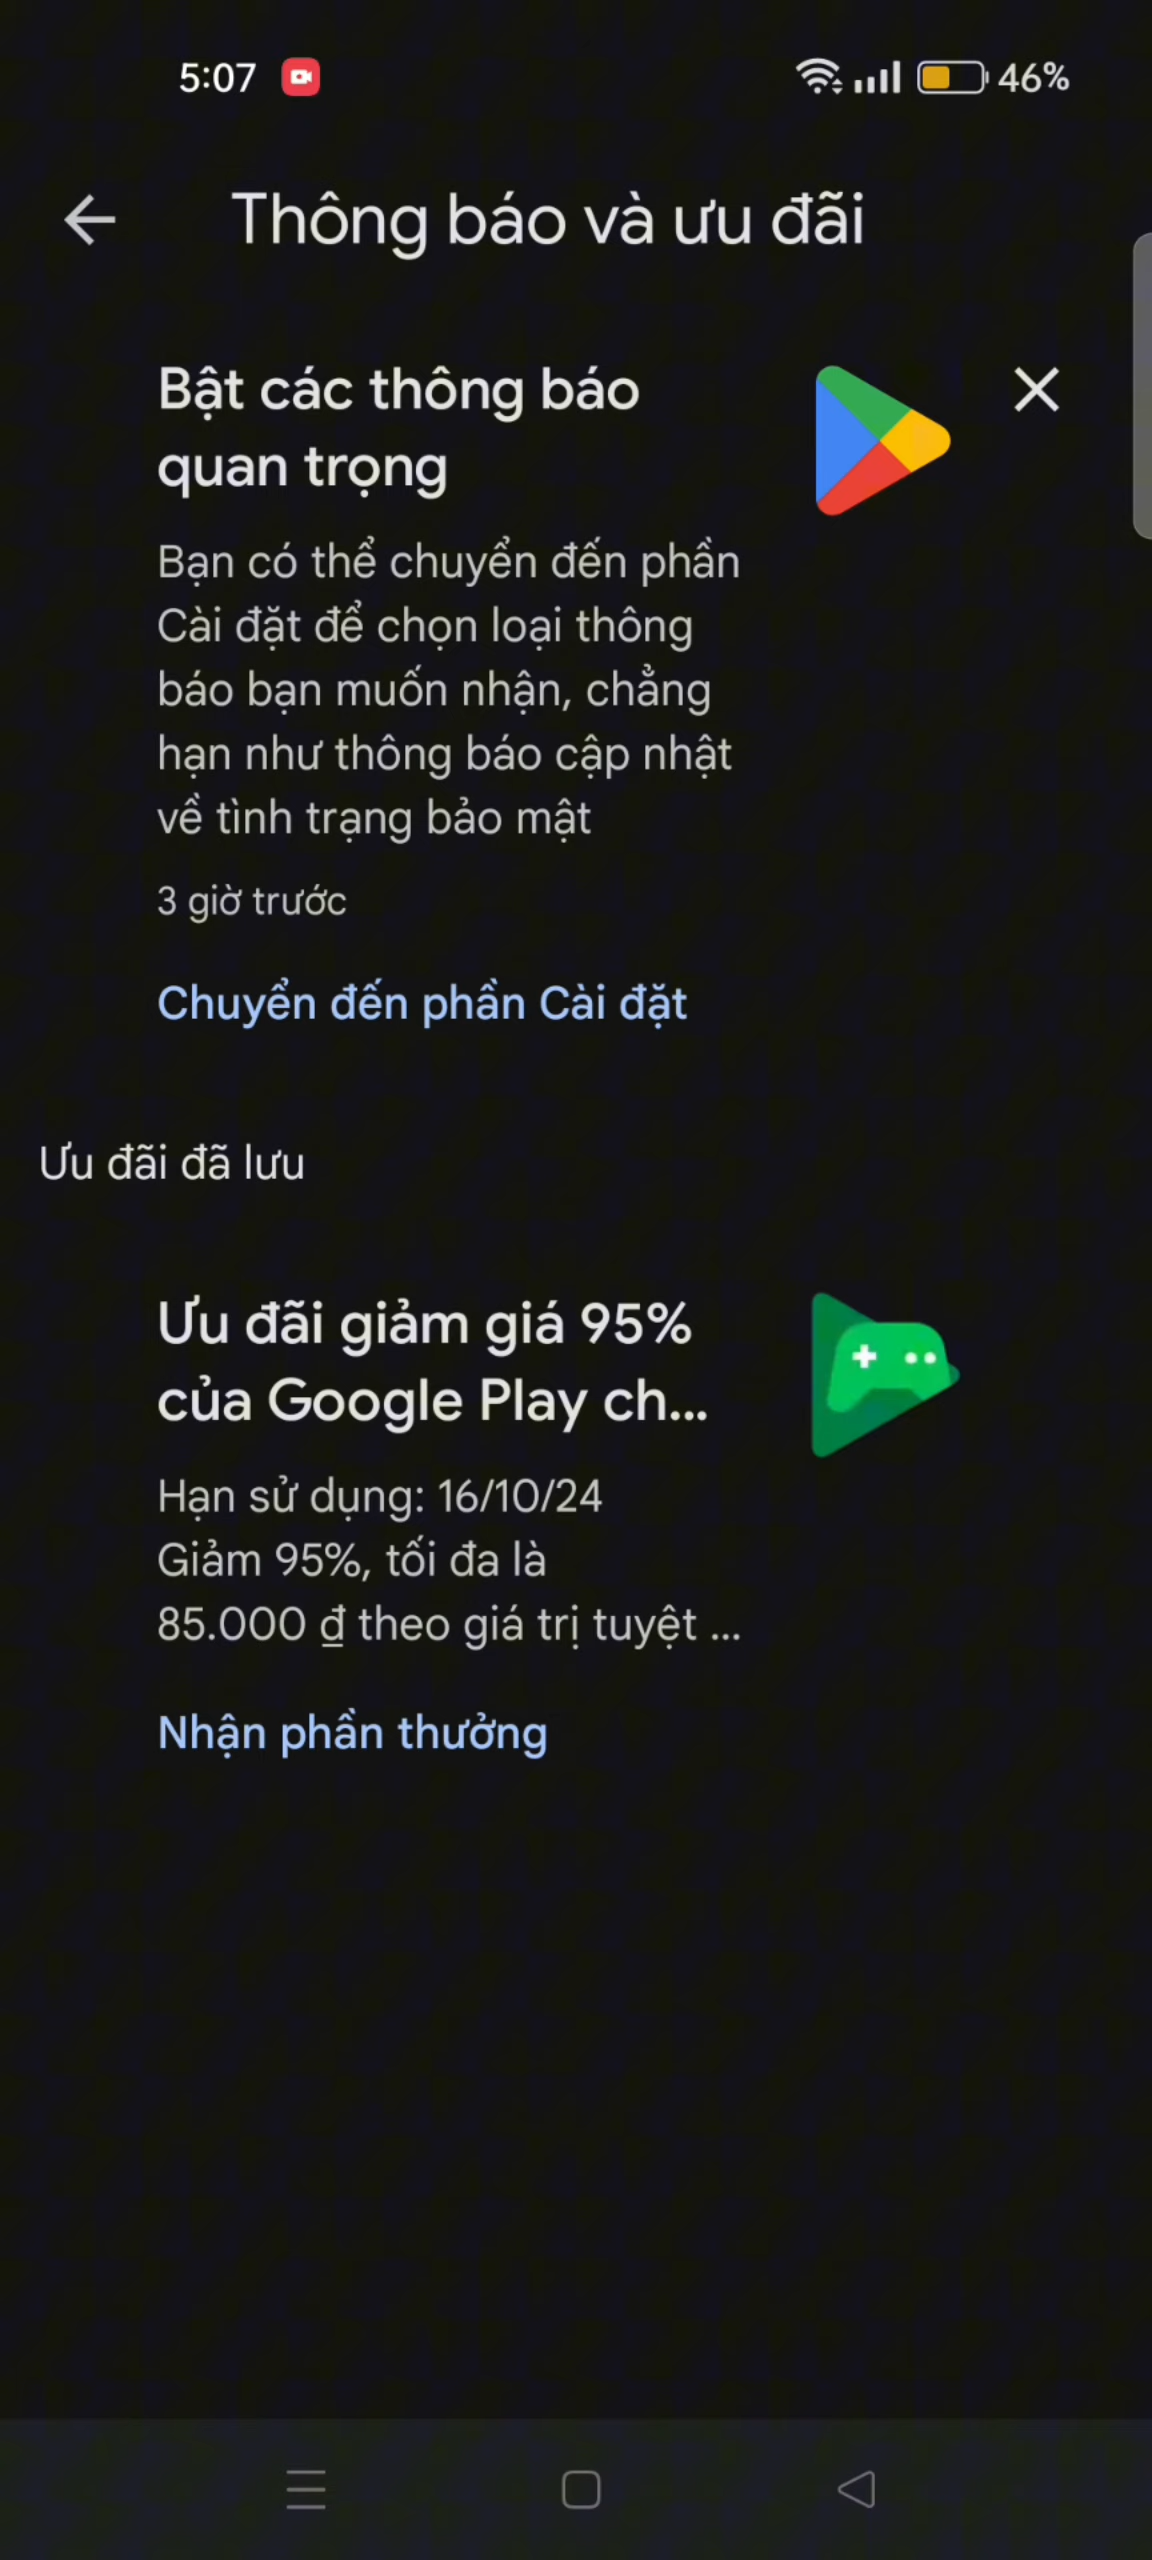 5:07
46%
Thông báo và ưu đãi
Bật các thông báo
quan trọng
Bạn có thể chuyển đến phần
Cài đặt để chọn loại thông
báo bạn muốn nhận, chẳng
hạn như thông báo cập nhật
về tình trạng bảo mật
3 giờ trước
Chuyển đến phần Cài đặt
Ưu đãi đã lưu
Ưu đãi giảm giá 95%
của Google Play ch...
Hạn sử dụng: 16/10/24
Giảm 95%, tối đa là
85.000 ₫ theo giá trị tuyệt ...
Nhận phần thưởng